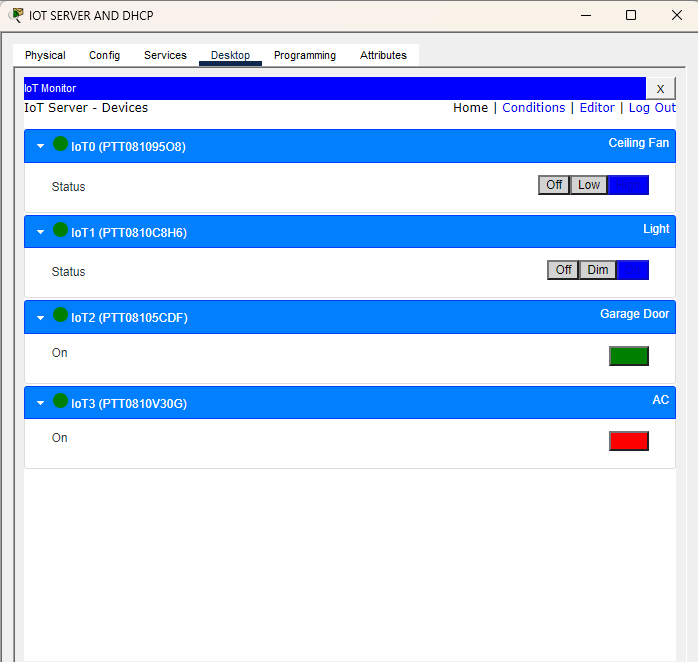 IOT SERVER AND DHCP
Physical Config Services Desktop Programming Attributes
IoT Monitor X
IoT Server - Devices Home | Conditions | Editor | Log Out
IoT0 (PTT081095O8) Ceiling Fan
Status Off Low
IoT1 (PTT0810C8H6) Light
Status Off Dim
IoT2 (PTT08105CDF) Garage Door
On
IoT3 (PTT0810V30G) AC
On